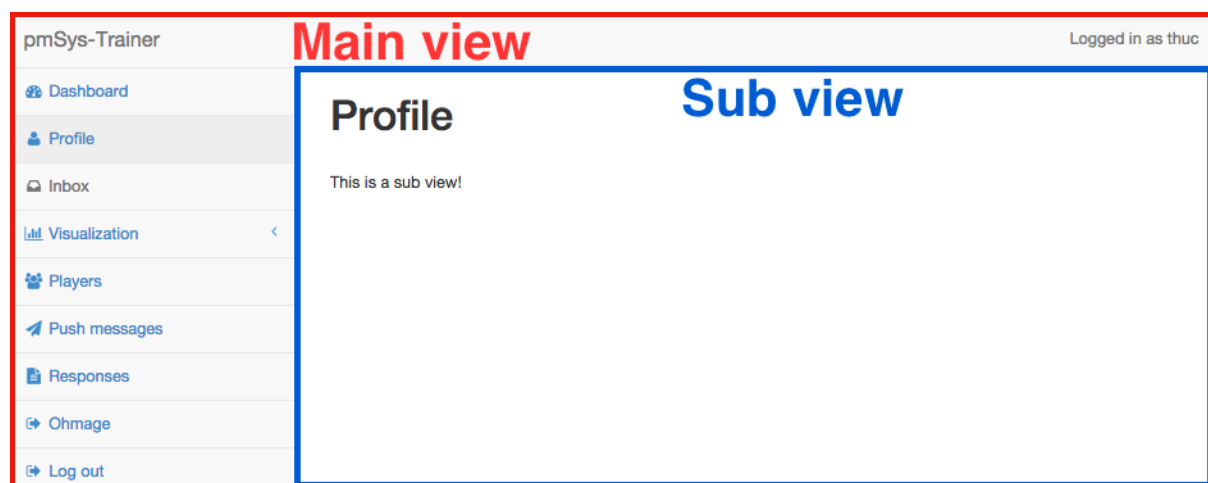 pmSys-Trainer
Main view
Logged in as thuc
Dashboard
Profile
Inbox
Visualization
Players
Push messages
Responses
Ohmage
Log out
Sub view
Profile
This is a sub view!